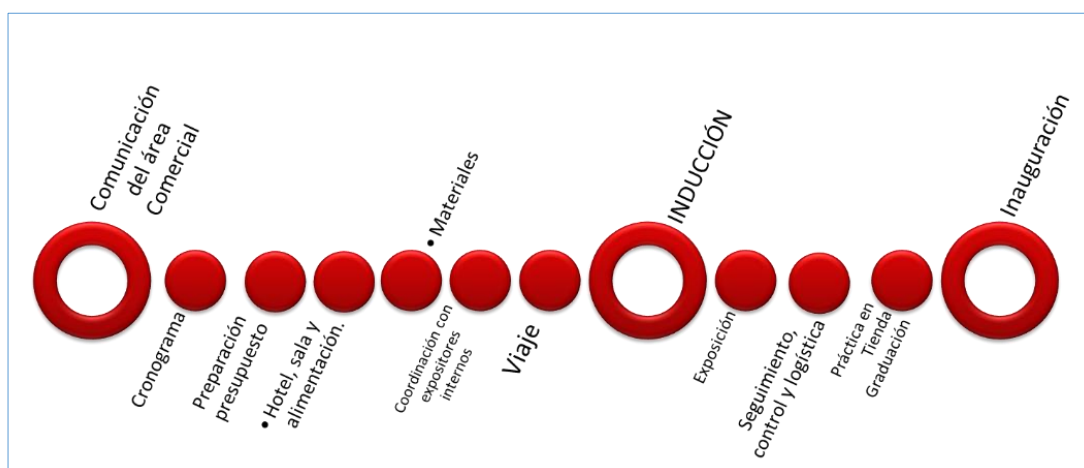 Comunicación
del área
Comercial
Cronograma
Preparación
presupuesto
• Hotel, sala y
alimentación.
• Materiales
Coordinación con
expositores
internos
Viaje
INDUCCIÓN
Exposición
Seguimiento,
control y logística
Práctica en
Tienda
Graduación
Inauguración